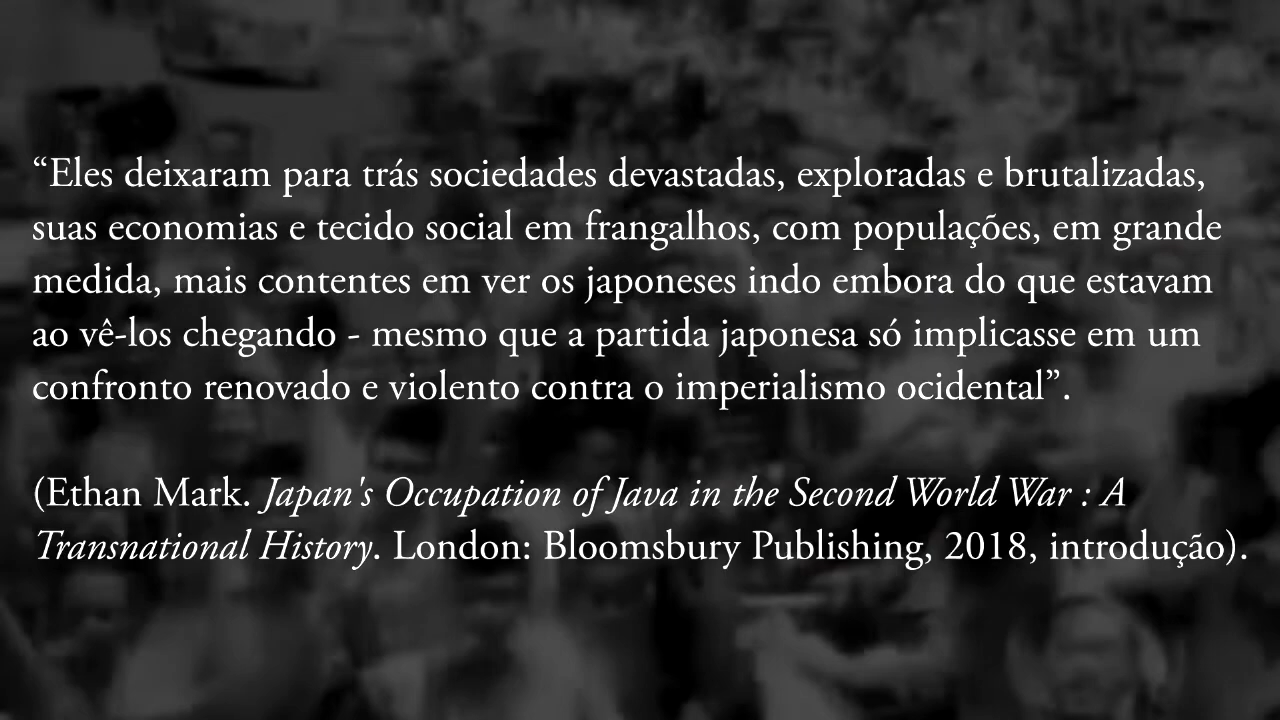 “Eles deixaram para trás sociedades devastadas, exploradas e brutalizadas,
suas economias e tecido social em frangalhos, com populações, em grande
medida, mais contentes em ver os japoneses indo embora do que estavam
ao vê-los chegando - mesmo que a partida japonesa só implicasse em um
confronto renovado e violento contra o imperialismo ocidental”.
(Ethan Mark. Japan's Occupation of Java in the Second World War : A
Transnational History. London: Bloomsbury Publishing, 2018, introdução).